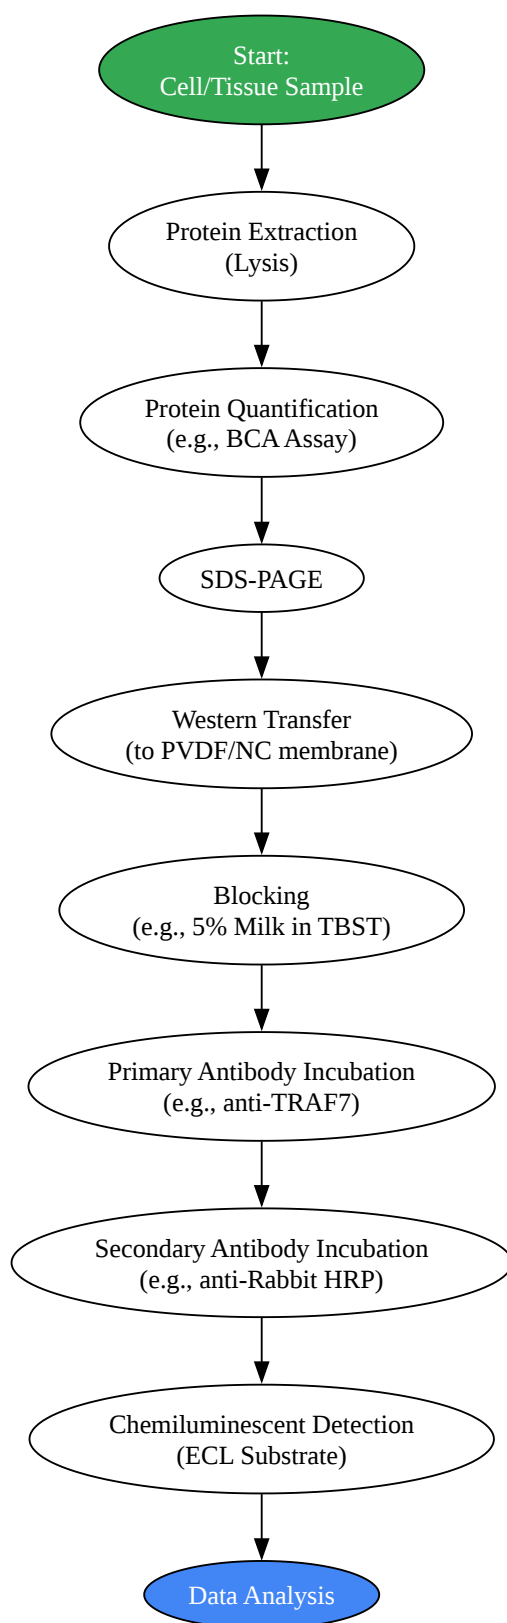 Start:
Cell/Tissue Sample
Protein Extraction
(Lysis)
Protein Quantification
(e.g., BCA Assay)
SDS-PAGE
Western Transfer
(to PVDF/NC membrane)
Blocking
(e.g., 5% Milk in TBST)
Primary Antibody Incubation
(e.g., anti-TRAF7)
Secondary Antibody Incubation
(e.g., anti-Rabbit HRP)
Chemiluminescent Detection
(ECL Substrate)
Data Analysis